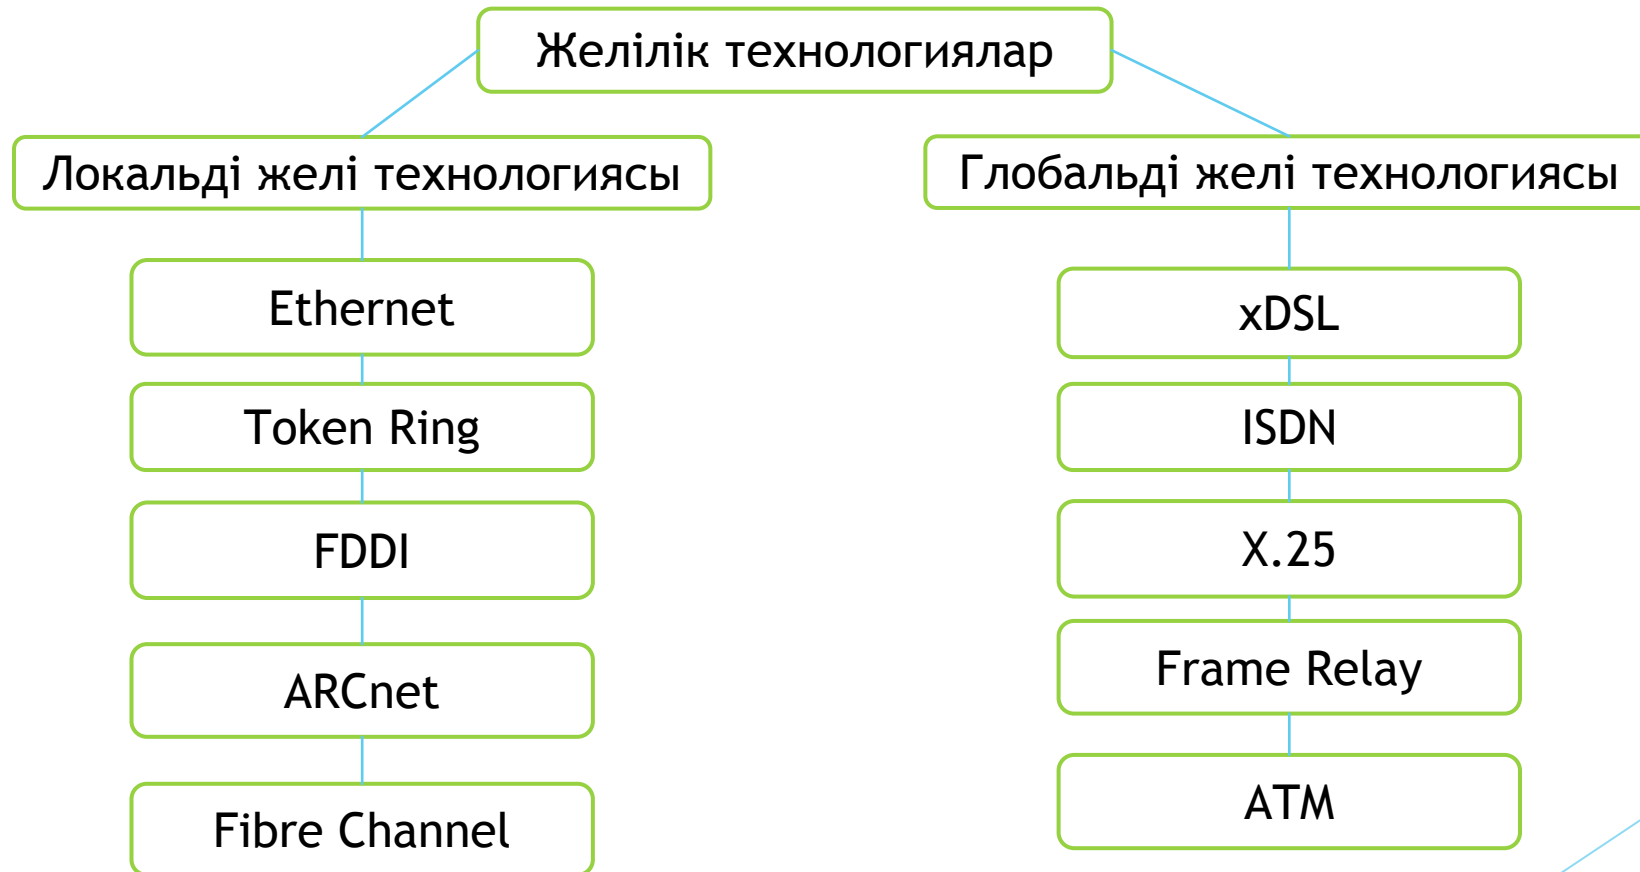 Желілік технологиялар
Локальді желі технологиясы
Глобальді желі технологиясы
Ethernet
Token Ring
FDDI
ARCnet
Fibre Channel
xDSL
ISDN
X.25
Frame Relay
ATM